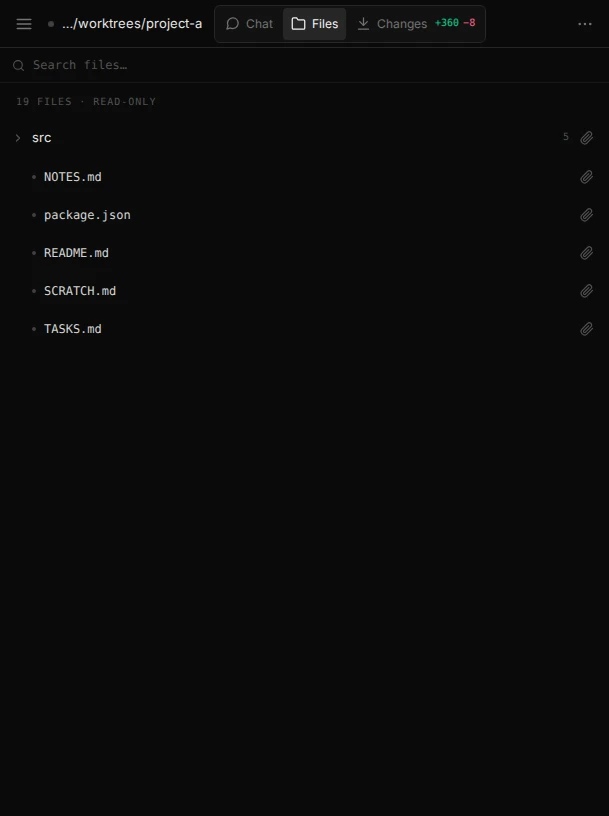 .../worktrees/project-a Chat Files Changes +360 −8
Search files…
19 FILES · READ-ONLY
src 5
NOTES.md
package.json
README.md
SCRATCH.md
TASKS.md